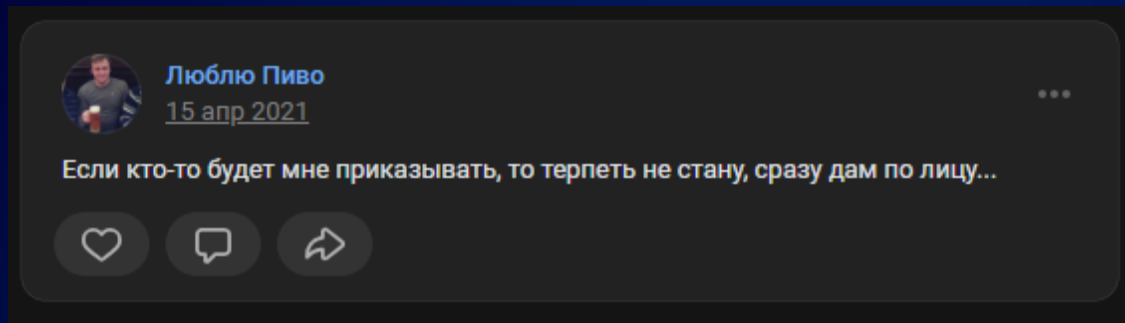 Люблю Пиво
15 апр 2021
Если кто-то будет мне приказывать, то терпеть не стану, сразу дам по лицу...